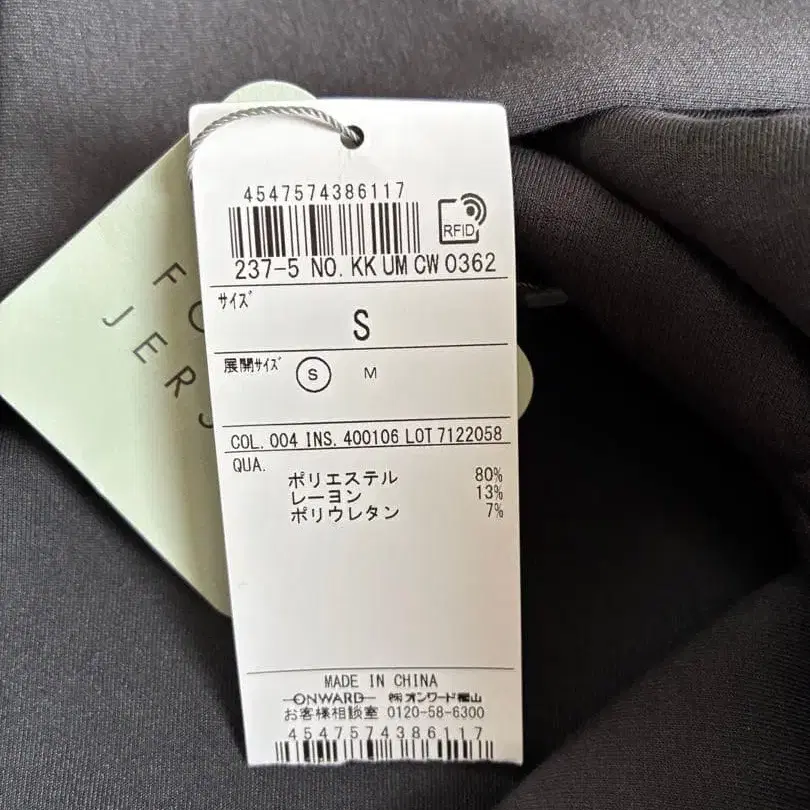 4547574386117
RFID
237-5 NO. KK UM CW 0362
サイズ
S
展開サイズ S M
COL. 004 INS. 400106 LOT 7122058
QUA.
ポリエステル 80%
レーヨン 13%
ポリウレタン 7%
MADE IN CHINA
ONWARD ㈱オンワード樫山
お客様相談室 0120-58-6300
4547574386117